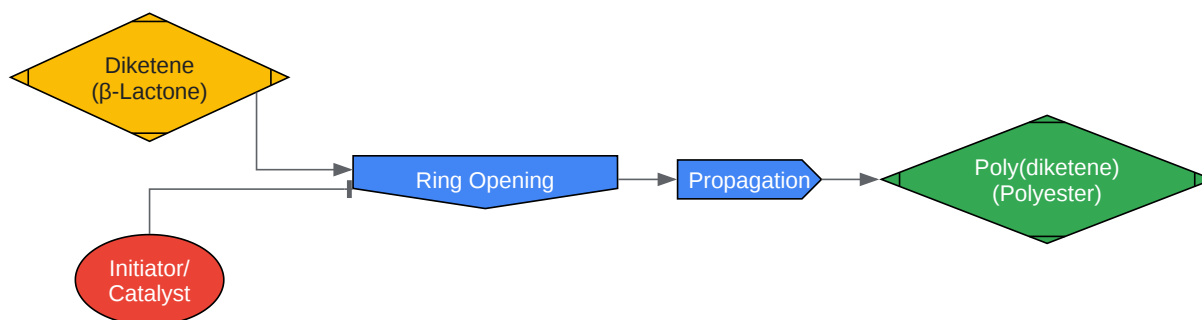 Diketene
(β-Lactone)
Ring Opening
Propagation
Poly(diketene)
(Polyester)
Initiator/
Catalyst